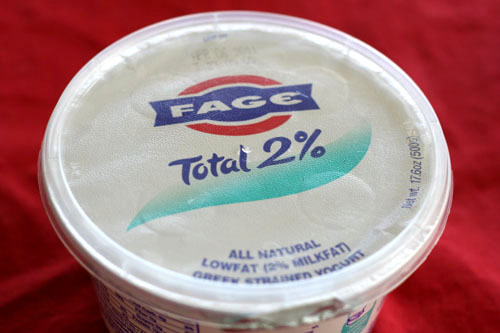 FAGE
Total 2%
Net wt. 17.6oz (500g)
ALL NATURAL
LOWFAT (2% MILKFAT)
GREEK STRAINED YOGURT